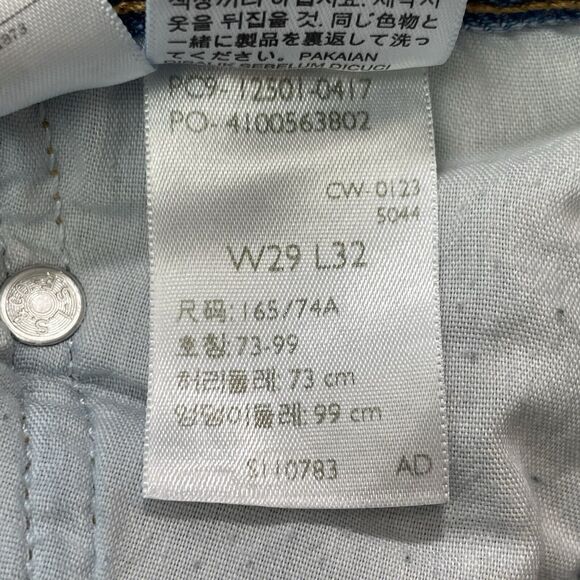 옷을 뒤집을 것. 同じ色物と
一緒に製品を裏返して洗っ
てください。 PAKAIAN
PC9- 12501-0417
PO- 4100563802
CW- 0123
5044
W29 L32
尺码: 165/74A
호칭: 73-99
허리둘레: 73 cm
엉덩이둘레: 99 cm
S110783 AD